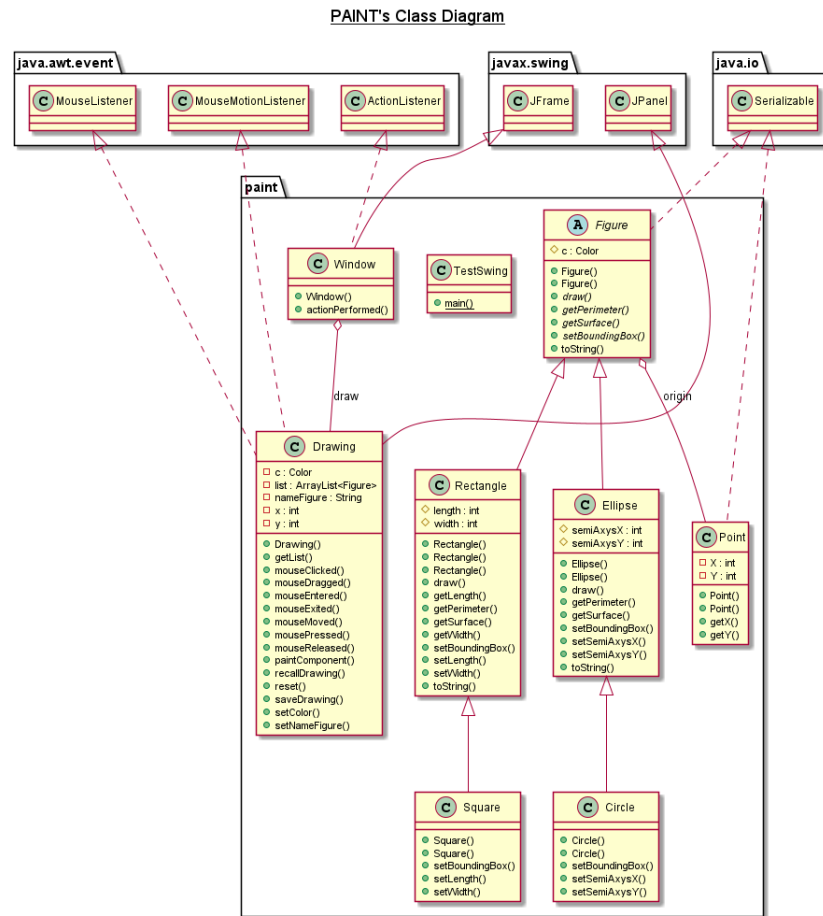 PAINT's Class Diagram
java.awt.event
C MouseListener
C MouseMotionListener
C ActionListener
javax.swing
C JFrame
C JPanel
java.io
C Serializable
paint
C Window
Window()
actionPerformed()
C TestSwing
main()
A Figure
c : Color
Figure()
Figure()
draw()
getPerimeter()
getSurface()
setBoundingBox()
toString()
draw
origin
C Drawing
c : Color
list : ArrayList<Figure>
nameFigure : String
x : int
y : int
Drawing()
getList()
mouseClicked()
mouseDragged()
mouseEntered()
mouseExited()
mouseMoved()
mousePressed()
mouseReleased()
paintComponent()
recallDrawing()
reset()
saveDrawing()
setColor()
setNameFigure()
C Rectangle
length : int
width : int
Rectangle()
Rectangle()
Rectangle()
draw()
getLength()
getPerimeter()
getSurface()
getWidth()
setBoundingBox()
setLength()
setWidth()
toString()
C Ellipse
semiAxysX : int
semiAxysY : int
Ellipse()
Ellipse()
draw()
getPerimeter()
getSurface()
setBoundingBox()
setSemiAxysX()
setSemiAxysY()
toString()
C Point
X : int
Y : int
Point()
Point()
getX()
getY()
C Square
Square()
Square()
setBoundingBox()
setLength()
setWidth()
C Circle
Circle()
Circle()
setBoundingBox()
setSemiAxysX()
setSemiAxysY()